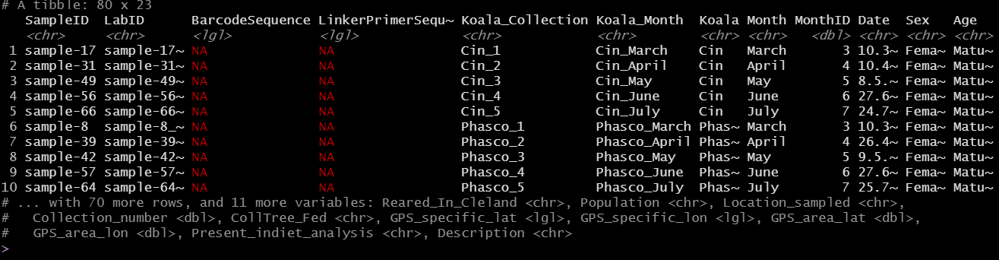 # A tibble: 80 x 23
SampleID LabID BarcodeSequence LinkerPrimerSequ~ Koala_Collection Koala_Month Koala Month MonthID Date Sex Age
<chr> <chr> <lgl> <lgl> <chr> <chr> <chr> <chr> <dbl> <chr> <chr> <chr>
1 sample-17 sample-17~ NA NA Cin_1 Cin_March Cin March 3 10.3~ Fema~ Matu~
2 sample-31 sample-31~ NA NA Cin_2 Cin_April Cin April 4 10.4~ Fema~ Matu~
3 sample-49 sample-49~ NA NA Cin_3 Cin_May Cin May 5 8.5.~ Fema~ Matu~
4 sample-56 sample-56~ NA NA Cin_4 Cin_June Cin June 6 27.6~ Fema~ Matu~
5 sample-66 sample-66~ NA NA Cin_5 Cin_July Cin July 7 24.7~ Fema~ Matu~
6 sample-8 sample-8_~ NA NA Phasco_1 Phasco_March Phas~ March 3 10.3~ Fema~ Matu~
7 sample-39 sample-39~ NA NA Phasco_2 Phasco_April Phas~ April 4 26.4~ Fema~ Matu~
8 sample-42 sample-42~ NA NA Phasco_3 Phasco_May Phas~ May 5 9.5.~ Fema~ Matu~
9 sample-57 sample-57~ NA NA Phasco_4 Phasco_June Phas~ June 6 27.6~ Fema~ Matu~
10 sample-64 sample-64~ NA NA Phasco_5 Phasco_July Phas~ July 7 25.7~ Fema~ Matu~
# ... with 70 more rows, and 11 more variables: Reared_In_Cleland <chr>, Population <chr>, Location_sampled <chr>,
# Collection_number <dbl>, CollTree_Fed <chr>, GPS_specific_lat <lgl>, GPS_specific_lon <lgl>, GPS_area_lat <dbl>,
# GPS_area_lon <dbl>, Present_indiet_analysis <chr>, Description <chr>
>